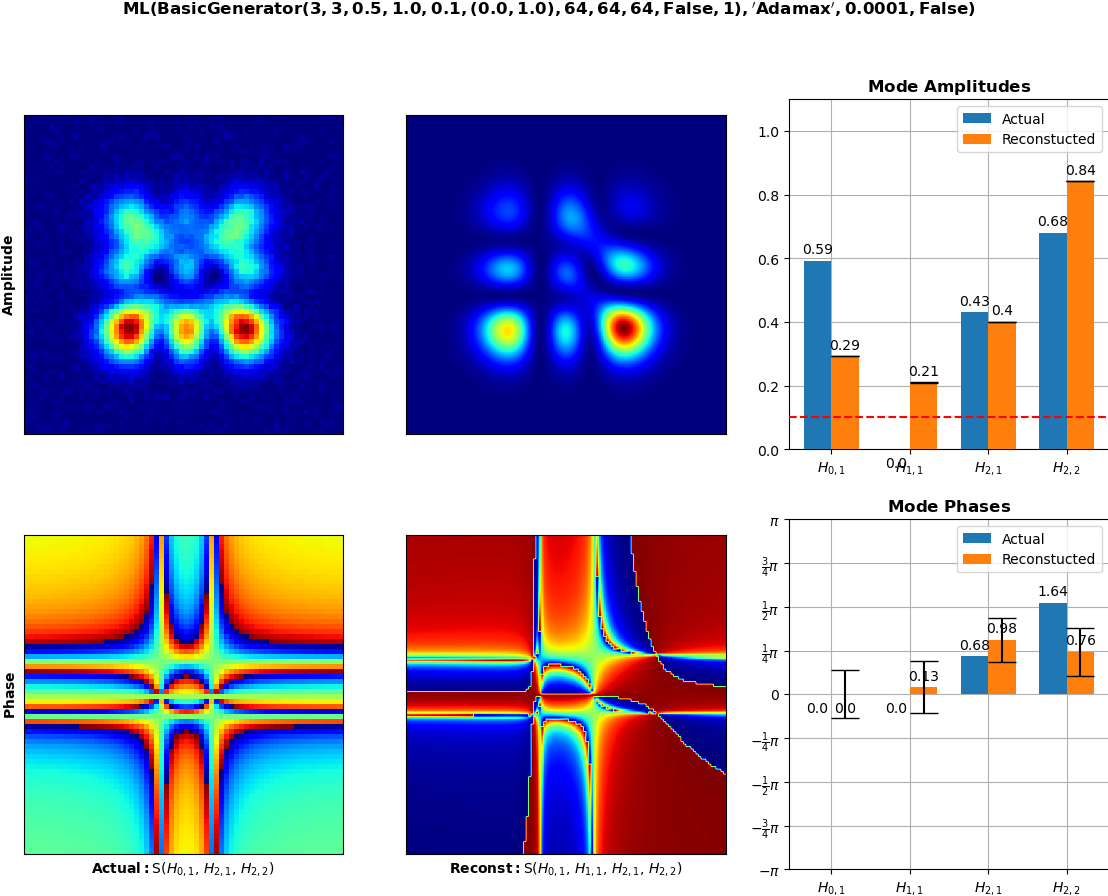 ML(BasicGenerator(3, 3, 0.5, 1.0, 0.1, (0.0, 1.0), 64, 64, 64, False, 1), 'Adamax', 0.0001, False)
Amplitude
Mode Amplitudes
Actual
Reconstucted
1.0
0.8
0.6
0.4
0.2
0.0
0.59
0.29
0.0
0.21
0.43
0.4
0.68
0.84
H0,1
H1,1
H2,1
H2,2
Phase
Actual: S(H0,1, H2,1, H2,2)
Reconst: S(H0,1, H1,1, H2,1, H2,2)
Mode Phases
Actual
Reconstucted
π
3/4π
1/2π
1/4π
0
−1/4π
−1/2π
−3/4π
−π
0.0
0.0
0.0
0.13
0.68
0.98
1.64
0.76
H0,1
H1,1
H2,1
H2,2